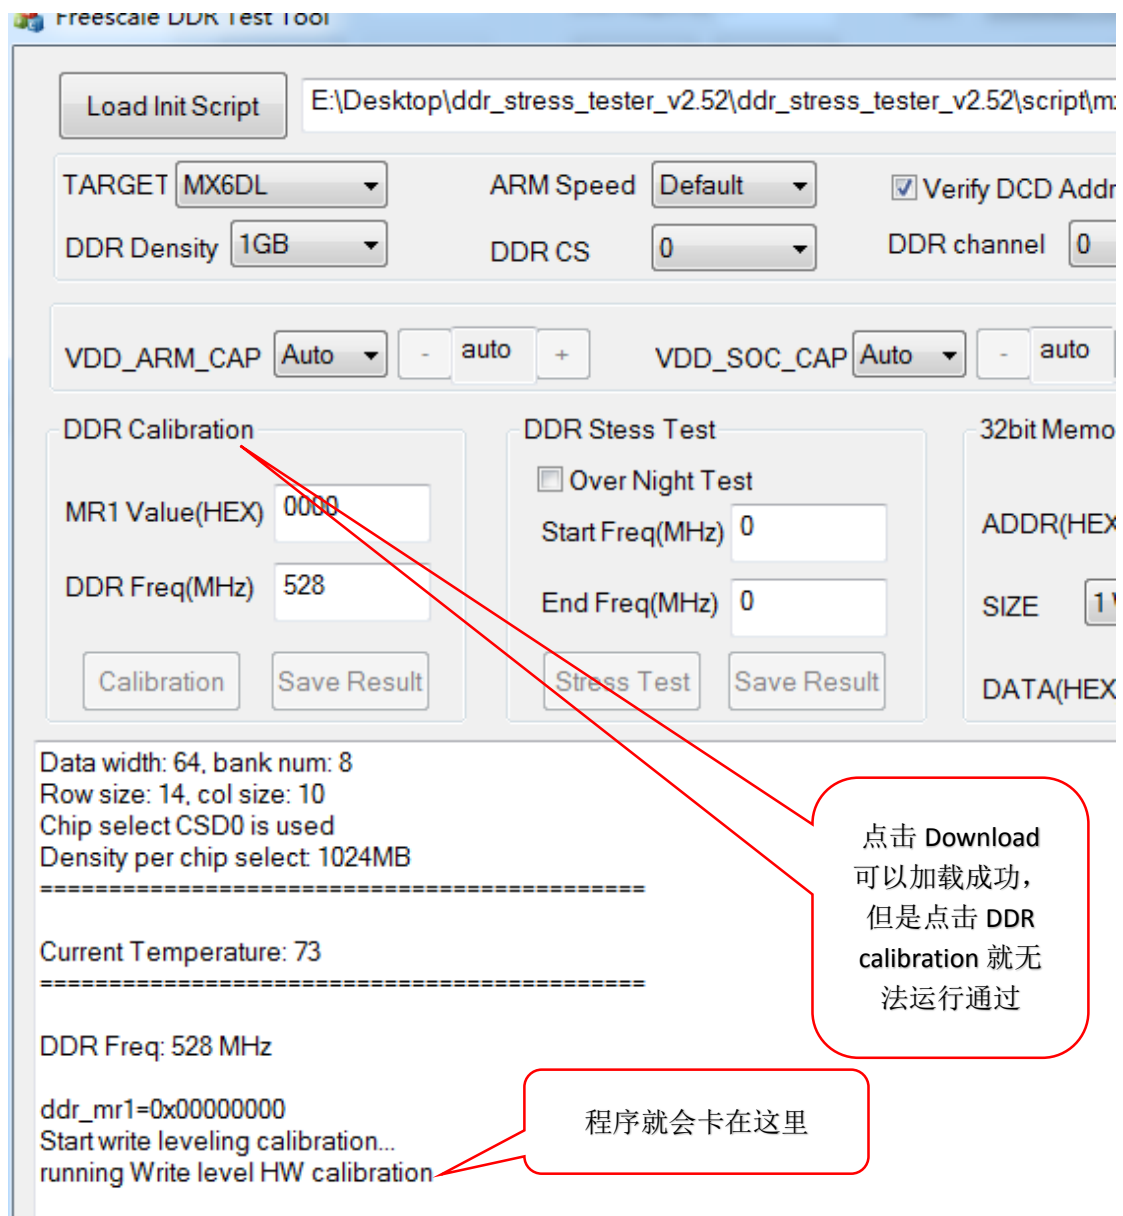 Freescale DDR Test Tool
Load Init Script E:\Desktop\ddr_stress_tester_v2.52\ddr_stress_tester_v2.52\script\m
TARGET MX6DL ARM Speed Default Verify DCD Addr
DDR Density 1GB DDR CS 0 DDR channel 0
VDD_ARM_CAP Auto - auto + VDD_SOC_CAP Auto - auto
DDR Calibration DDR Stess Test 32bit Memo
Over Night Test
MR1 Value(HEX) 0000 Start Freq(MHz) 0 ADDR(HEX
DDR Freq(MHz) 528 End Freq(MHz) 0 SIZE 1
Calibration Save Result Stress Test Save Result DATA(HEX
Data width: 64, bank num: 8
Row size: 14, col size: 10
Chip select CSD0 is used
Density per chip select: 1024MB
============================================
Current Temperature: 73
============================================
DDR Freq: 528 MHz
ddr_mr1=0x00000000
Start write leveling calibration...
running Write level HW calibration
点击 Download
可以加载成功，
但是点击 DDR
calibration 就无
法运行通过
程序就会卡在这里